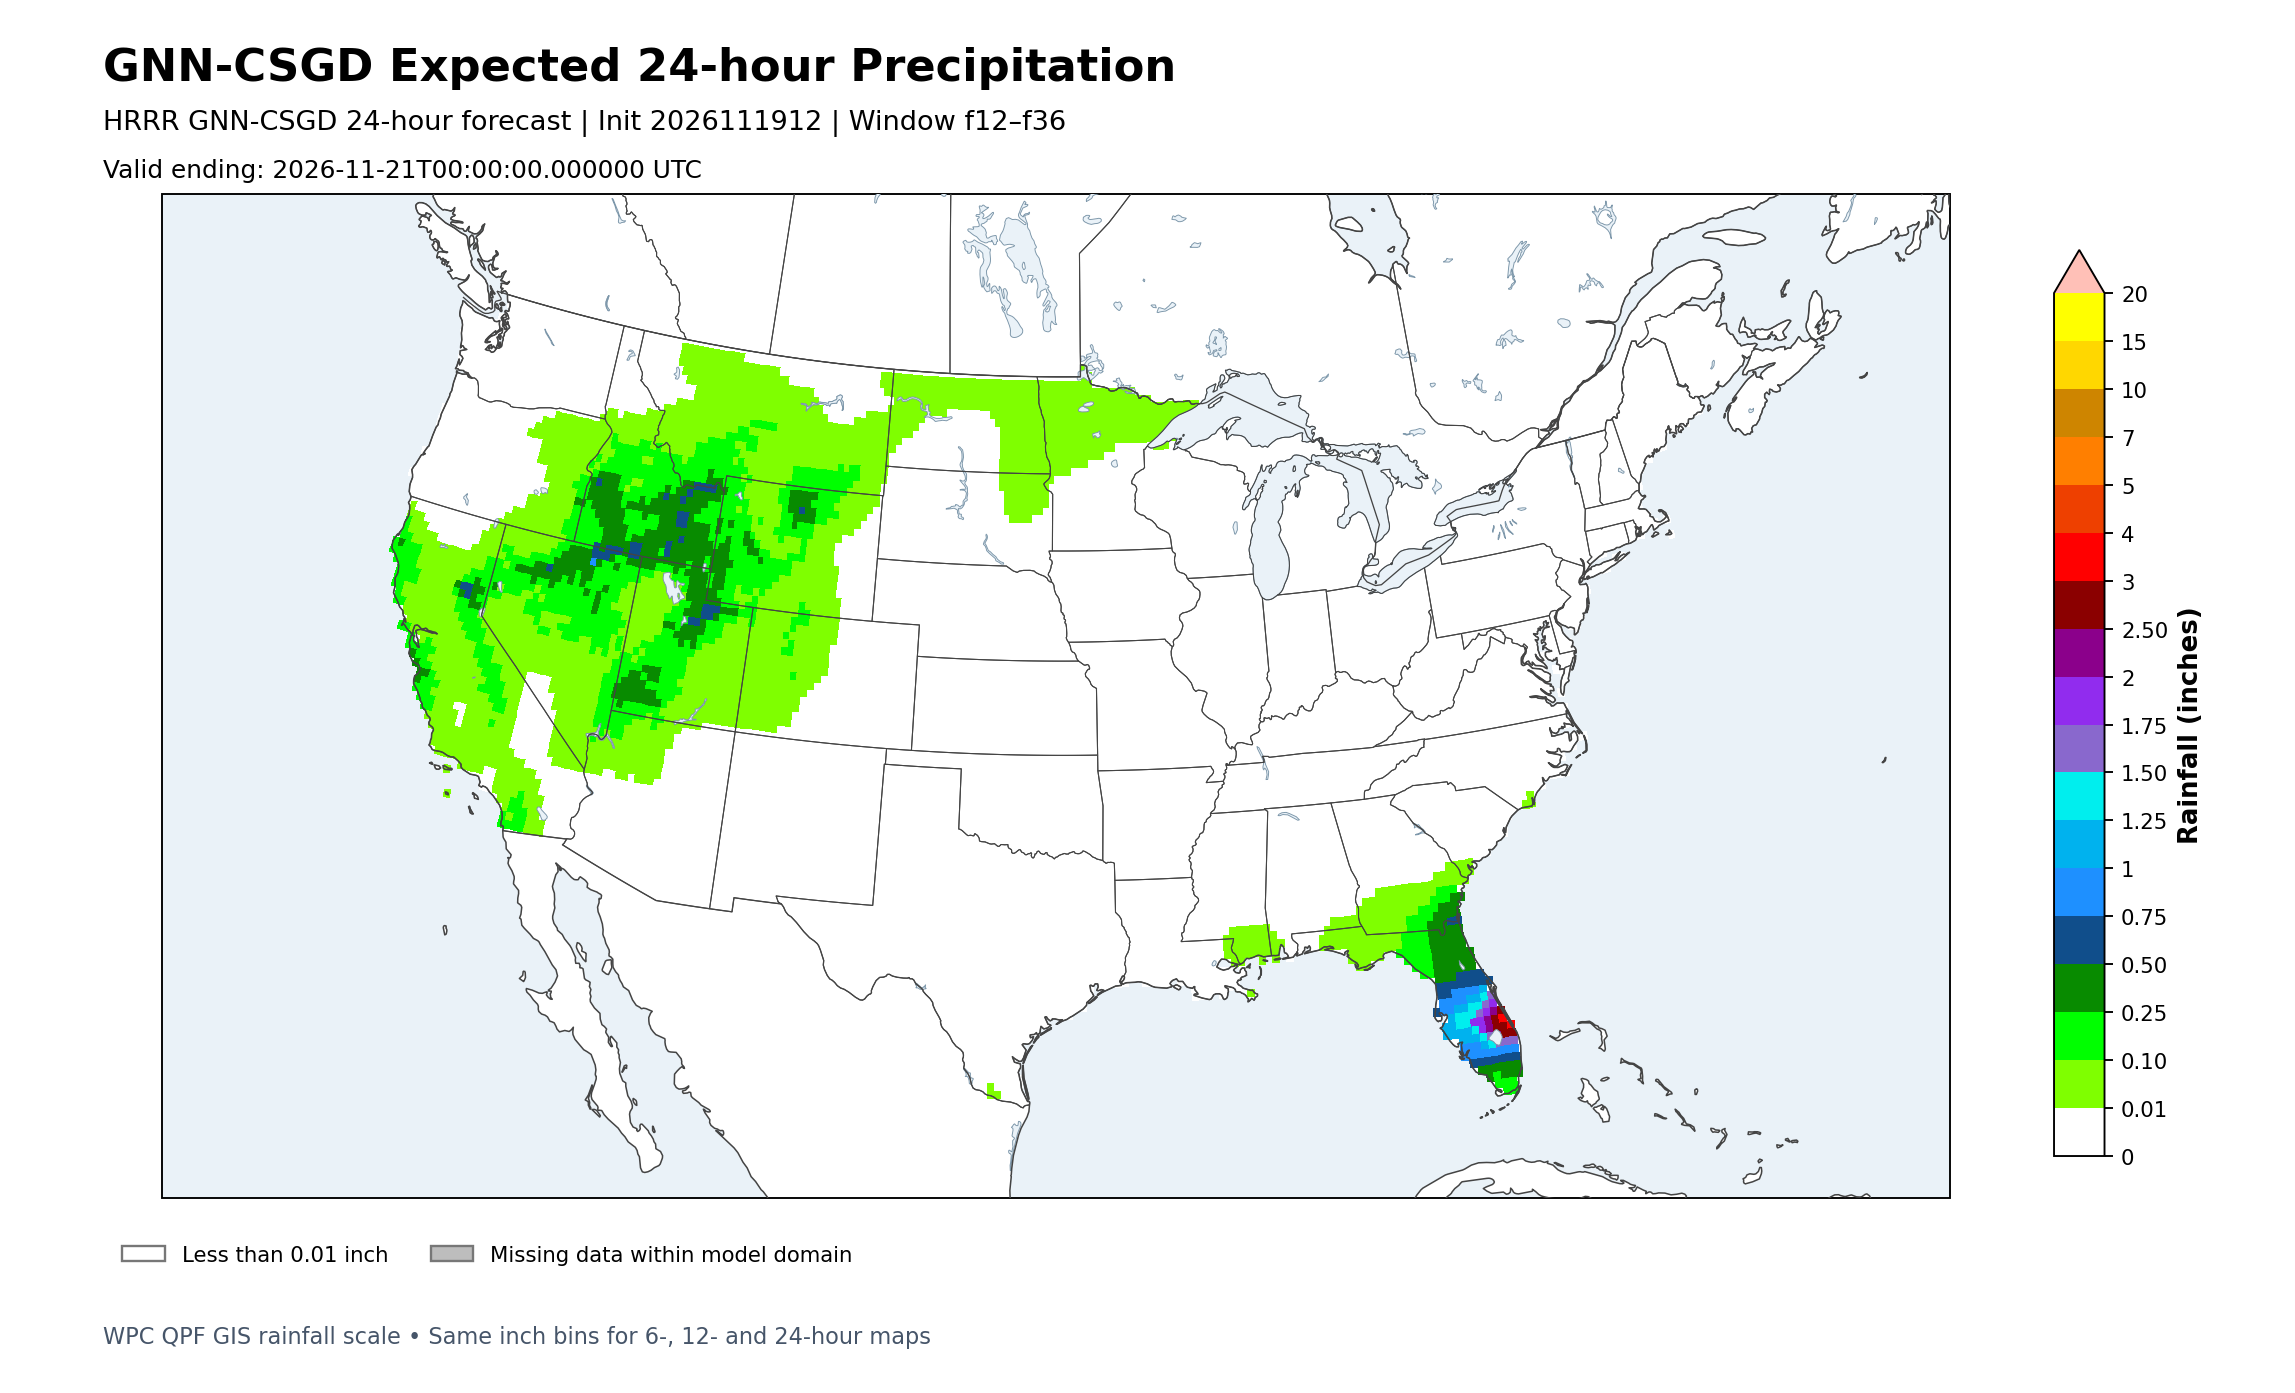 GNN-CSGD Expected 24-hour Precipitation
HRRR GNN-CSGD 24-hour forecast | Init 2026111912 | Window f12–f36
Valid ending: 2026-11-21T00:00:00.000000 UTC
20
15
10
7
5
4
3
2.50
2
1.75
1.50
1.25
1
0.75
0.50
0.25
0.10
0.01
0
Rainfall (inches)
Less than 0.01 inch
Missing data within model domain
WPC QPF GIS rainfall scale • Same inch bins for 6-, 12- and 24-hour maps